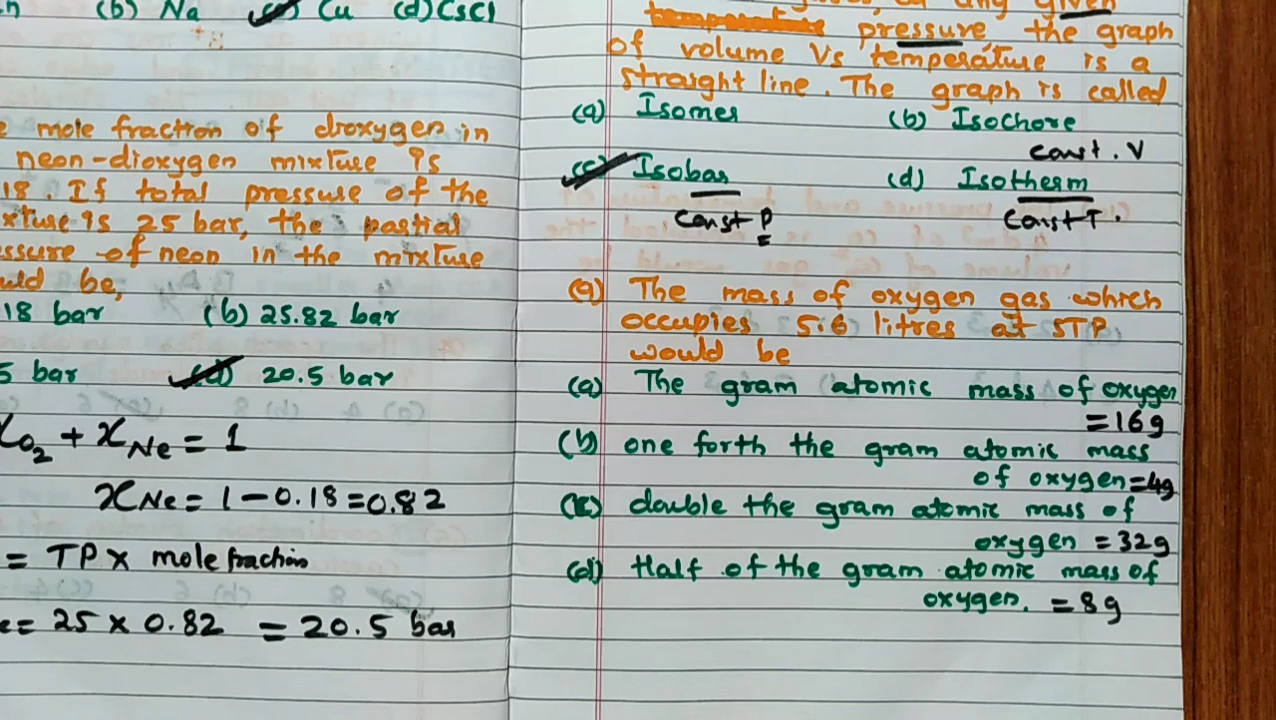 (b) Na (c) Cu (d) CsCl
mole fraction of dioxygen in
neon-dioxygen mixture is
18. If total pressure of the
is 25 bar, the partial
of neon in the mixture
be,
18 bar (b) 25.82 bar
bar (d) 20.5 bar
+ xNe = 1
xNe = 1 - 0.18 = 0.82
= TP x mole fraction
= 25 x 0.82 = 20.5 bar
any given
pressure the graph
of volume Vs temperature is a
straight line. The graph is called
(a) Isomer (b) Isochore
const. V
(c) Isobar (d) Isotherm
Const P const T.
(9) The mass of oxygen gas which
occupies 5.6 litres at STP
would be
(a) The gram atomic mass of oxygen
= 16g
(b) one forth the gram atomic mass
of oxygen = 4g
(c) double the gram atomic mass of
oxygen = 32g
(d) Half of the gram atomic mass of
oxygen. = 8g